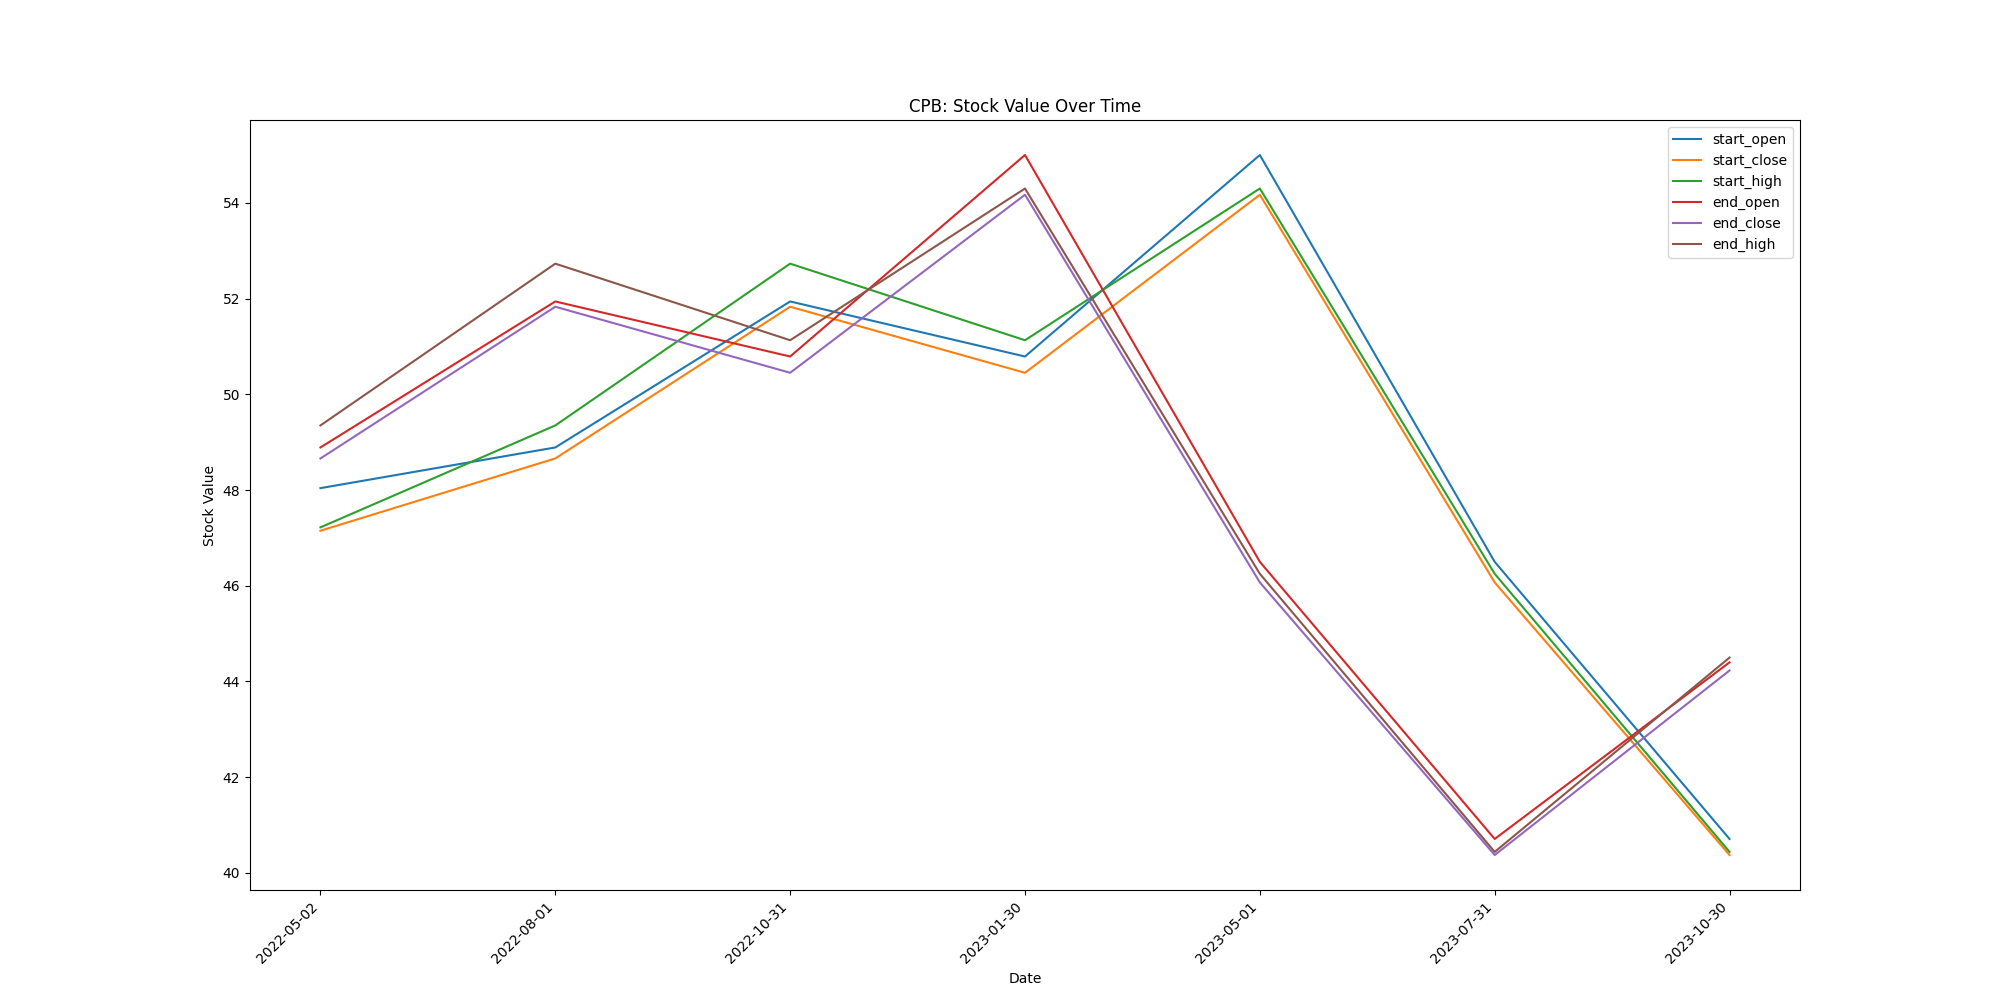 CPB: Stock Value Over Time
start_open
start_close
start_high
end_open
end_close
end_high
Stock Value
54
52
50
48
46
44
42
40
2022-05-02
2022-08-01
2022-10-31
2023-01-30
2023-05-01
2023-07-31
2023-10-30
Date